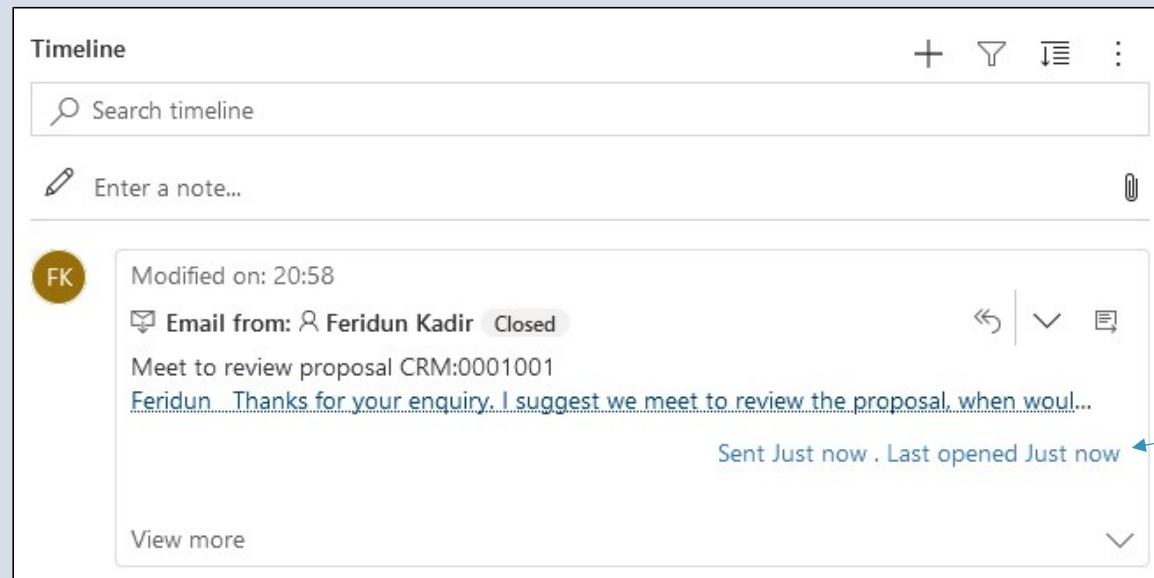 Timeline
Search timeline
Enter a note...
FK
Modified on: 20:58
Email from: Feridun Kadir Closed
Meet to review proposal CRM:0001001
Feridun Thanks for your enquiry. I suggest we meet to review the proposal, when woul...
Sent Just now . Last opened Just now
View more